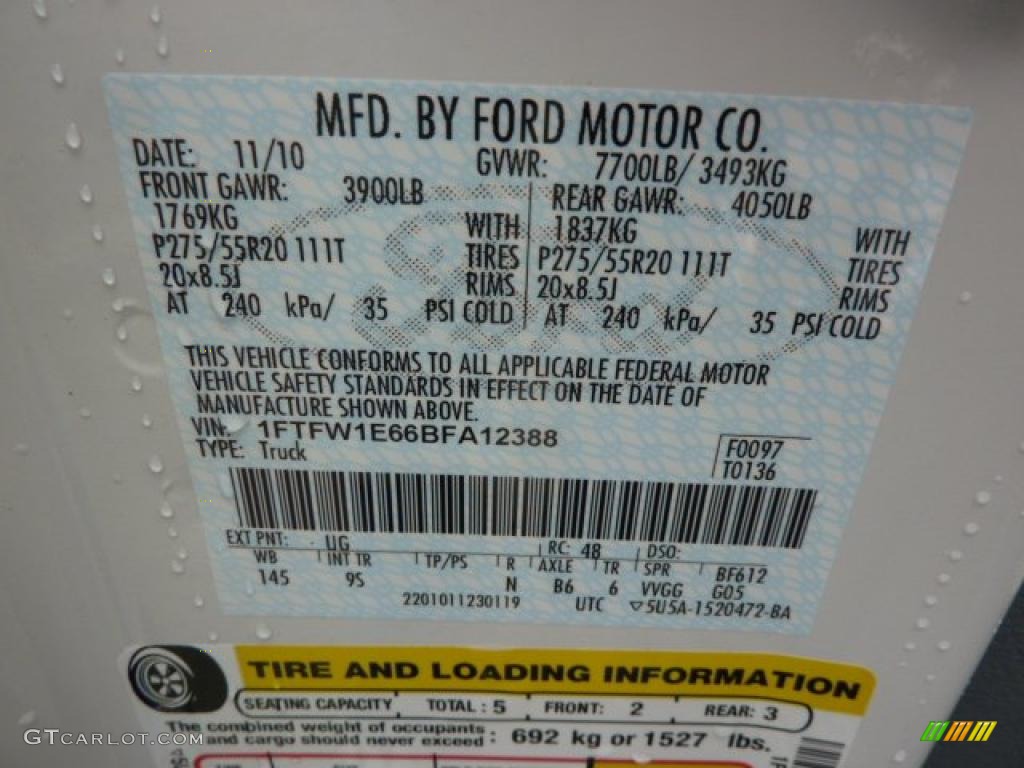 MFD. BY FORD MOTOR CO.
DATE: 11/10 GVWR: 7700LB/ 3493KG
FRONT GAWR: 3900LB REAR GAWR: 4050LB
1769KG WITH 1837KG WITH
P275/55R20 111T TIRES P275/55R20 111T TIRES
20x8.5J RIMS 20x8.5J RIMS
AT 240 kPa/ 35 PSI COLD AT 240 kPa/ 35 PSI COLD
THIS VEHICLE CONFORMS TO ALL APPLICABLE FEDERAL MOTOR
VEHICLE SAFETY STANDARDS IN EFFECT ON THE DATE OF
MANUFACTURE SHOWN ABOVE.
VIN: 1FTFW1E66BFA12388
TYPE: Truck
F0097
T0136
EXT PNT: UG RC: 48 DSO:
WB INT TR TP/PS R AXLE TR SPR BF612
145 9S N B6 6 VVGG G05
2201011230119 UTC ▽5U5A-1520472-BA
TIRE AND LOADING INFORMATION
SEATING CAPACITY TOTAL : 5 FRONT: 2 REAR: 3
The combined weight of occupants
and cargo should never exceed : 692 kg or 1527 lbs.
GTCarLot.com